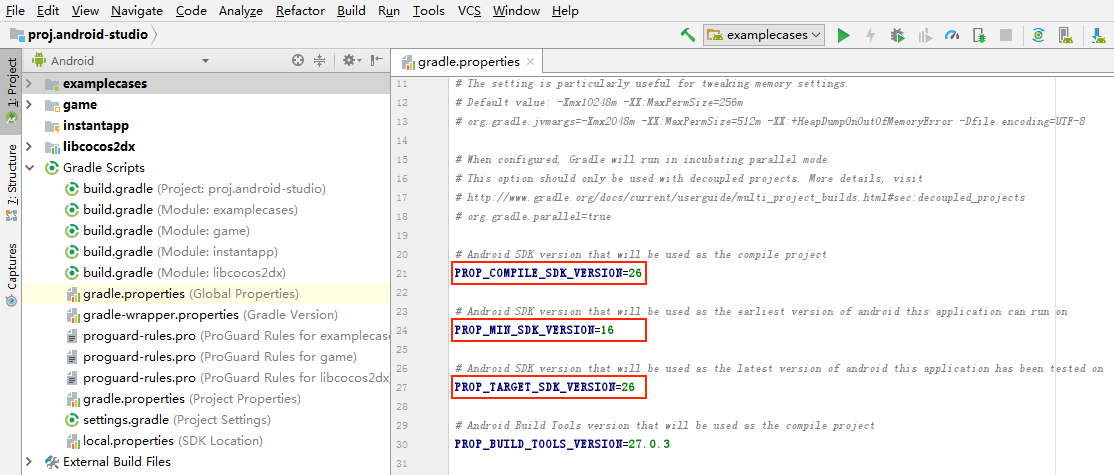 File Edit View Navigate Code Analyze Refactor Build Run Tools VCS Window Help
proj.android-studio
examplecases
1: Project
7: Structure
Captures
Android
examplecases
game
instantapp
libcocos2dx
Gradle Scripts
build.gradle (Project: proj.android-studio)
build.gradle (Module: examplecases)
build.gradle (Module: game)
build.gradle (Module: instantapp)
build.gradle (Module: libcocos2dx)
gradle.properties (Global Properties)
gradle-wrapper.properties (Gradle Version)
proguard-rules.pro (ProGuard Rules for examplecase
proguard-rules.pro (ProGuard Rules for game)
proguard-rules.pro (ProGuard Rules for libcocos2dx)
gradle.properties (Project Properties)
settings.gradle (Project Settings)
local.properties (SDK Location)
External Build Files
gradle.properties
11 # The setting is particularly useful for tweaking memory settings.
12 # Default value: -Xmx10248m -XX:MaxPermSize=256m
13 # org.gradle.jvmargs=-Xmx2048m -XX:MaxPermSize=512m -XX:+HeapDumpOnOutOfMemoryError -Dfile.encoding=UTF-8
14
15 # When configured, Gradle will run in incubating parallel mode.
16 # This option should only be used with decoupled projects. More details, visit
17 # http://www.gradle.org/docs/current/userguide/multi_project_builds.html#sec:decoupled_projects
18 # org.gradle.parallel=true
19
20 # Android SDK version that will be used as the compile project
21 PROP_COMPILE_SDK_VERSION=26
22
23 # Android SDK version that will be used as the earliest version of android this application can run on
24 PROP_MIN_SDK_VERSION=16
25
26 # Android SDK version that will be used as the latest version of android this application has been tested on
27 PROP_TARGET_SDK_VERSION=26
28
29 # Android Build Tools version that will be used as the compile project
30 PROP_BUILD_TOOLS_VERSION=27.0.3
31